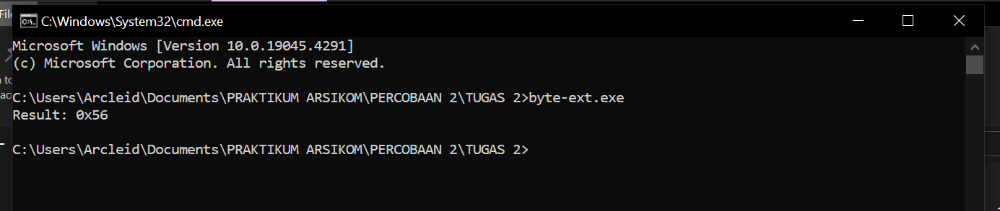 File
C:\Windows\System32\cmd.exe
Microsoft Windows [Version 10.0.19045.4291]
(c) Microsoft Corporation. All rights reserved.
C:\Users\Arcleid\Documents\PRAKTIKUM ARSIKOM\PERCOBAAN 2\TUGAS 2>byte-ext.exe
Result: 0x56
C:\Users\Arcleid\Documents\PRAKTIKUM ARSIKOM\PERCOBAAN 2\TUGAS 2>